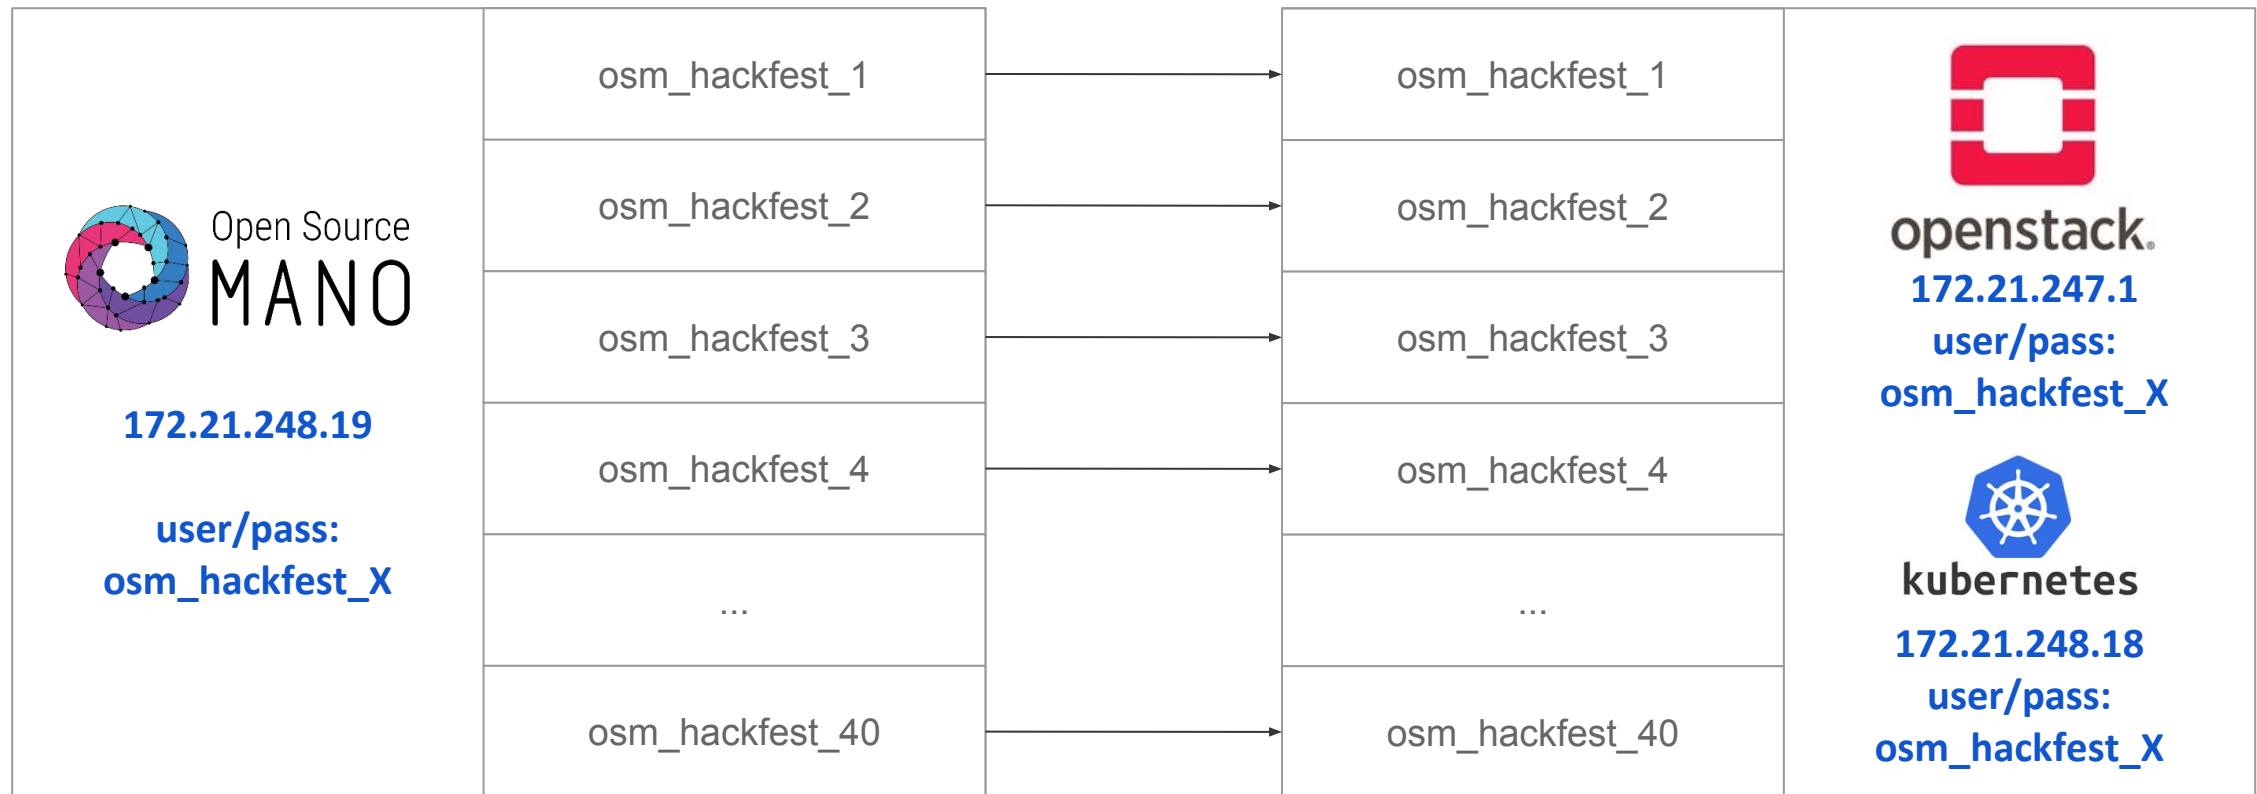 Open Source
MANO
172.21.248.19
user/pass:
osm_hackfest_X
osm_hackfest_1
osm_hackfest_2
osm_hackfest_3
osm_hackfest_4
...
osm_hackfest_40
osm_hackfest_1
osm_hackfest_2
osm_hackfest_3
osm_hackfest_4
...
osm_hackfest_40
openstack.
172.21.247.1
user/pass:
osm_hackfest_X
kubernetes
172.21.248.18
user/pass:
osm_hackfest_X